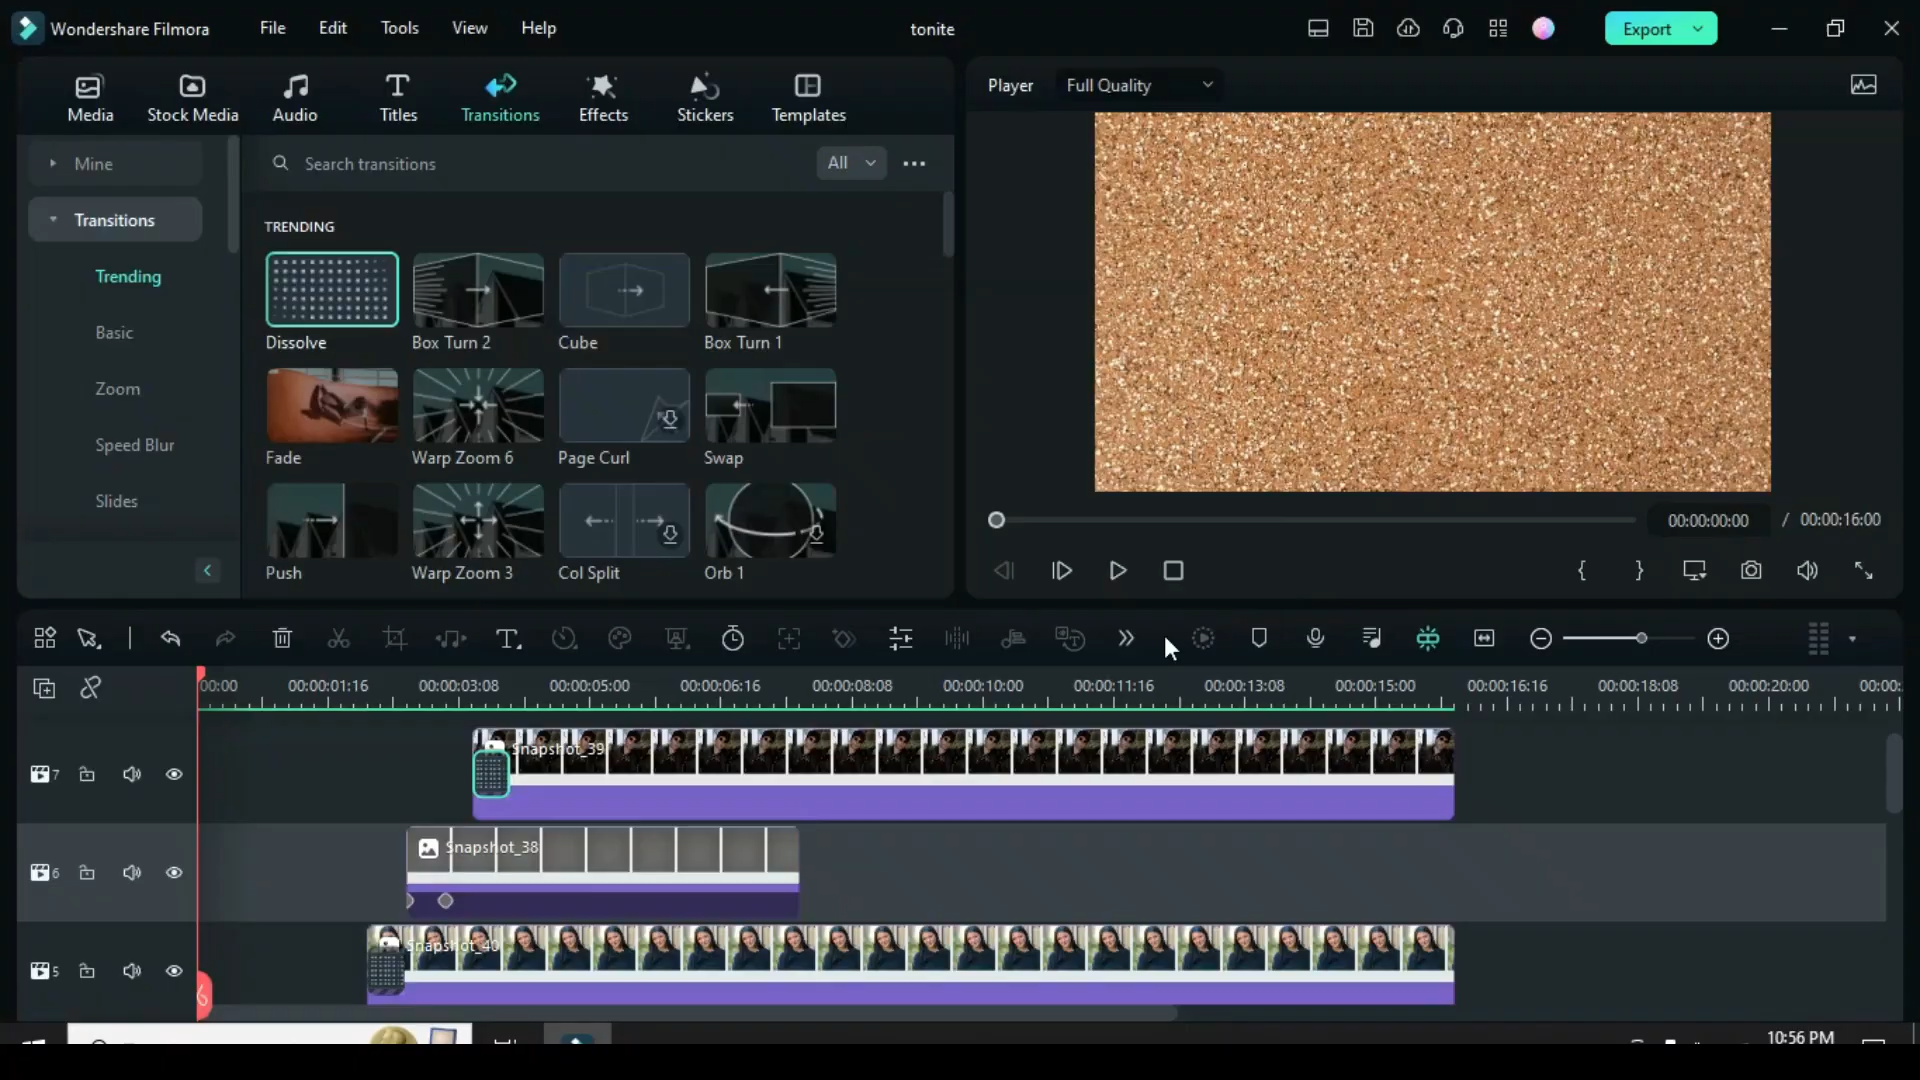 Wondershare Filmora
File
Edit
Tools
View
Help
tonite
Export
Media
Stock Media
Audio
Titles
Transitions
Effects
Stickers
Templates
Player
Full Quality
Mine
Search transitions
All
Transitions
TRENDING
Trending
Basic
Zoom
Speed Blur
Slides
Dissolve
Box Turn 2
Cube
Box Turn 1
Fade
Warp Zoom 6
Page Curl
Swap
Push
Warp Zoom 3
Col Split
Orb 1
00:00:00:00
/
00:00:16:00
00:00
00:00:01:16
00:00:03:08
00:00:05:00
00:00:06:16
00:00:08:08
00:00:10:00
00:00:11:16
00:00:13:08
00:00:15:00
00:00:16:16
00:00:18:08
00:00:20:00
00:00:
7
Snapshot_39
6
Snapshot_38
5
Snapshot_40
10:56 PM